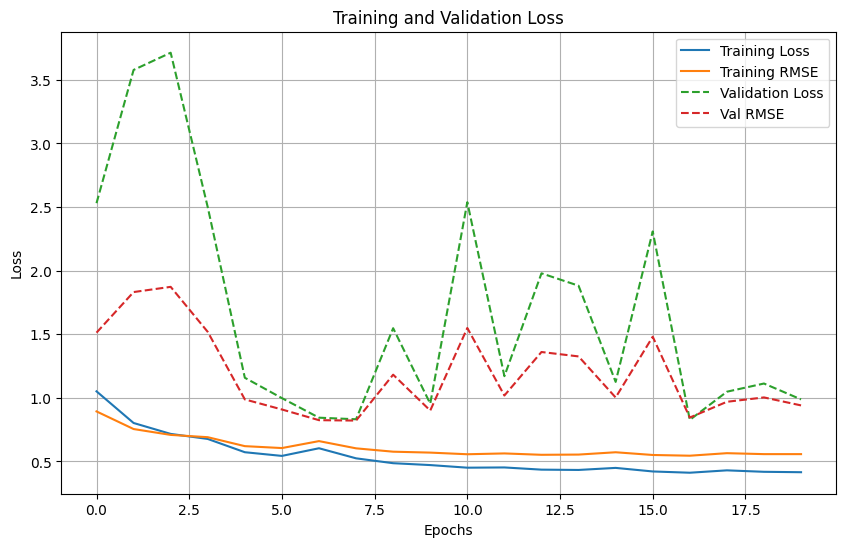 Training and Validation Loss
Training Loss
Training RMSE
Validation Loss
Val RMSE
3.5
3.0
2.5
2.0
1.5
1.0
0.5
Loss
0.0 2.5 5.0 7.5 10.0 12.5 15.0 17.5
Epochs